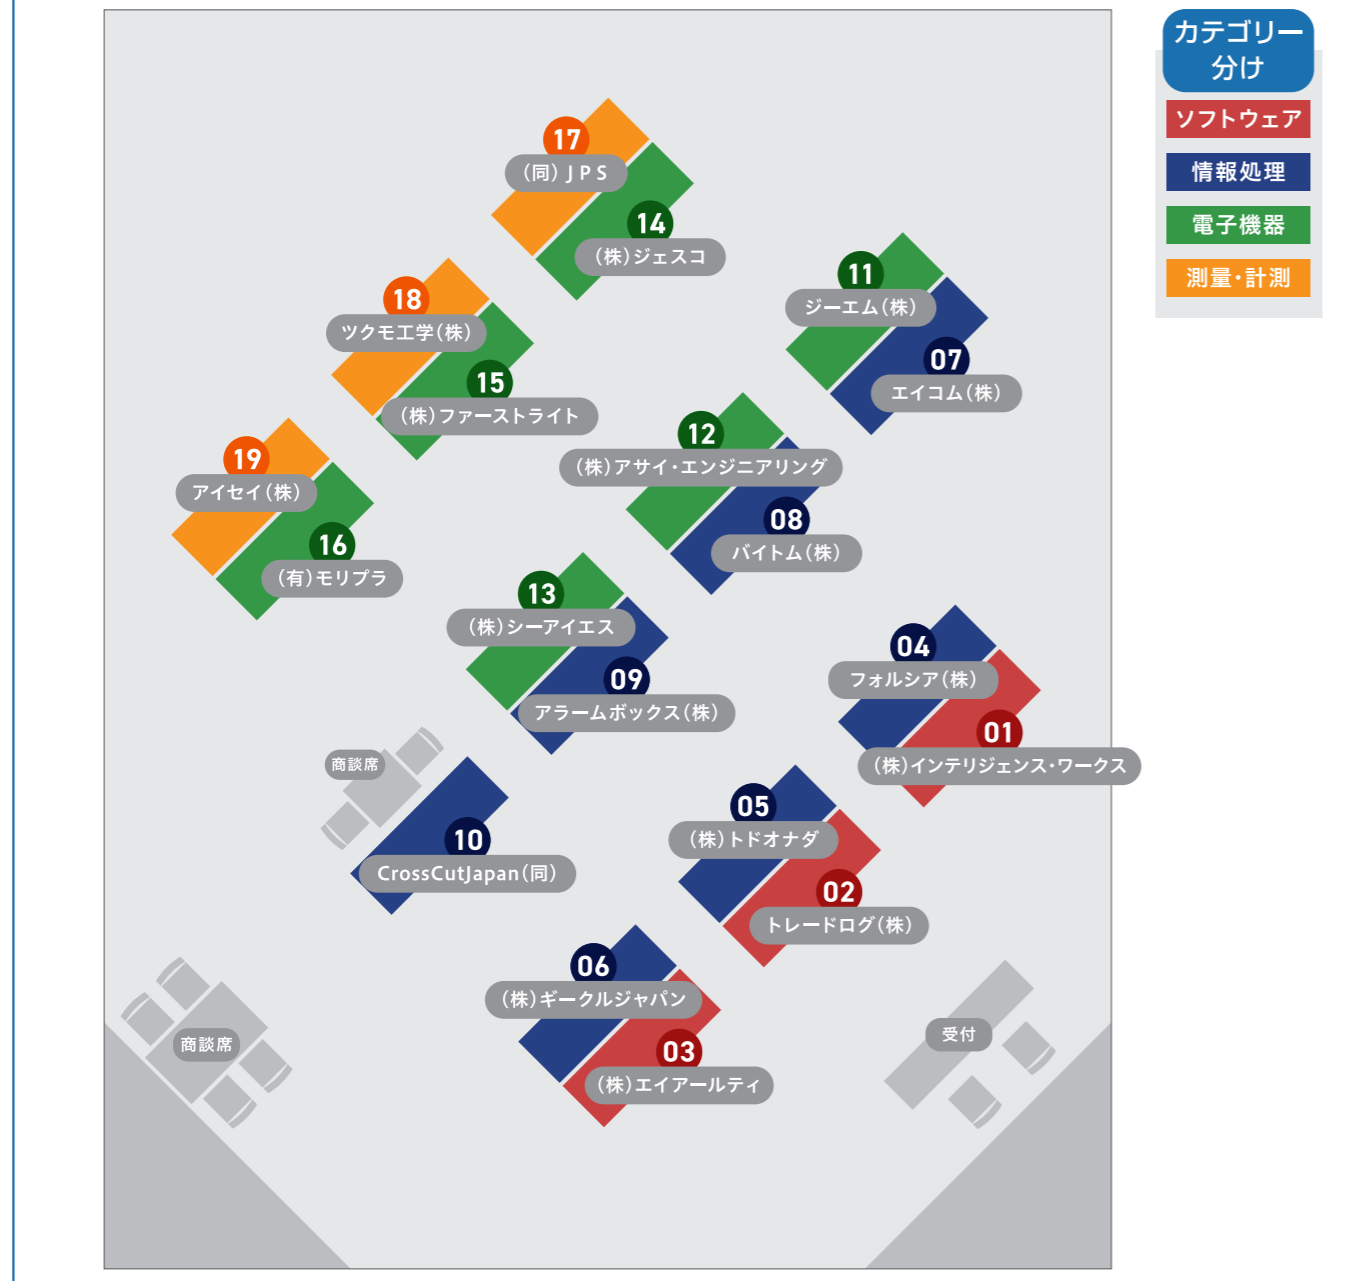 カテゴリー
分け
ソフトウェア
情報処理
電子機器
測量・計測
17
（同）ＪＰＳ
14
（株）ジェスコ
11
ジーエム（株）
07
エイコム（株）
18
ツクモ工学（株）
15
（株）ファーストライト
12
（株）アサイ・エンジニアリング
08
バイトム（株）
19
アイセイ（株）
16
（有）モリプラ
13
（株）シーアイエス
09
アラームボックス（株）
04
フォルシア（株）
01
（株）インテリジェンス・ワークス
商談席
10
CrossCutJapan（同）
05
（株）トドオナダ
02
トレードログ（株）
06
（株）ギークルジャパン
03
（株）エイアールティ
商談席
受付